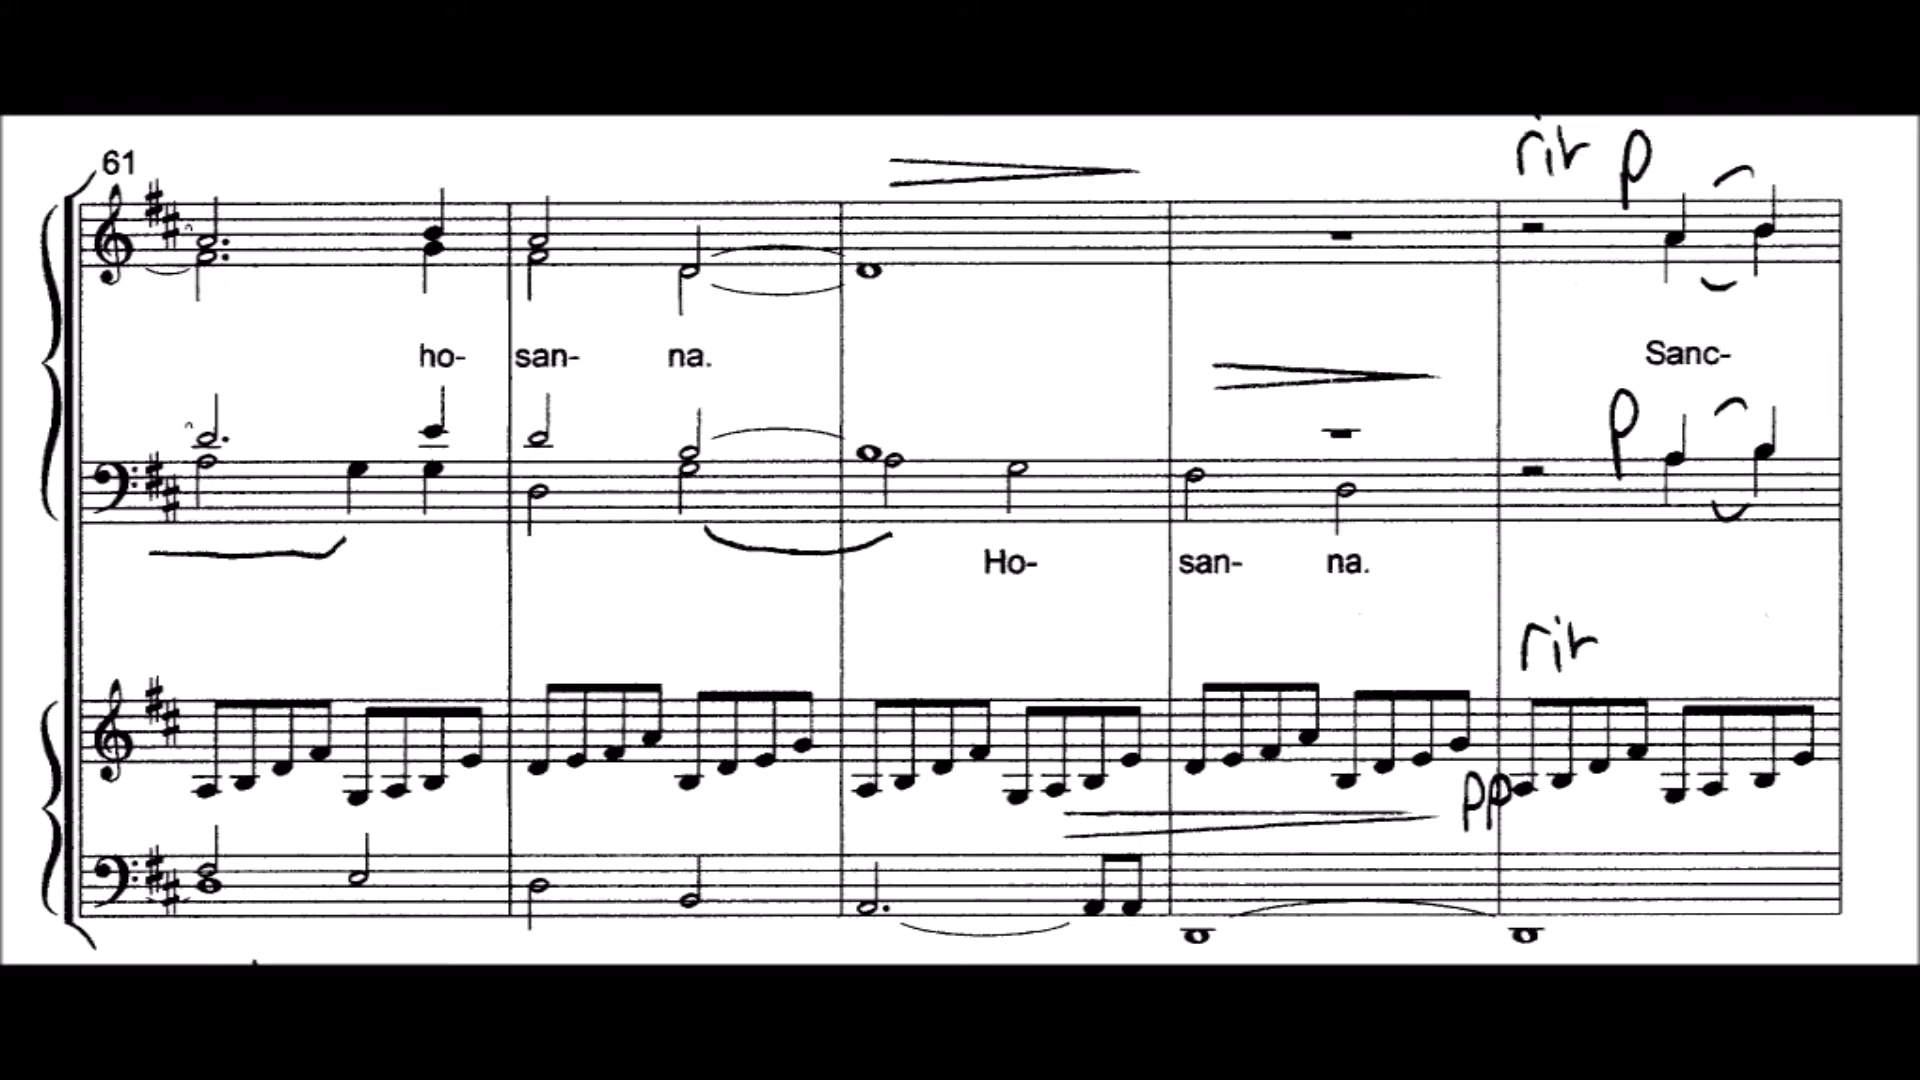 61
rit p
ho- san- na. Sanc-
p
Ho- san- na.
rit
pp